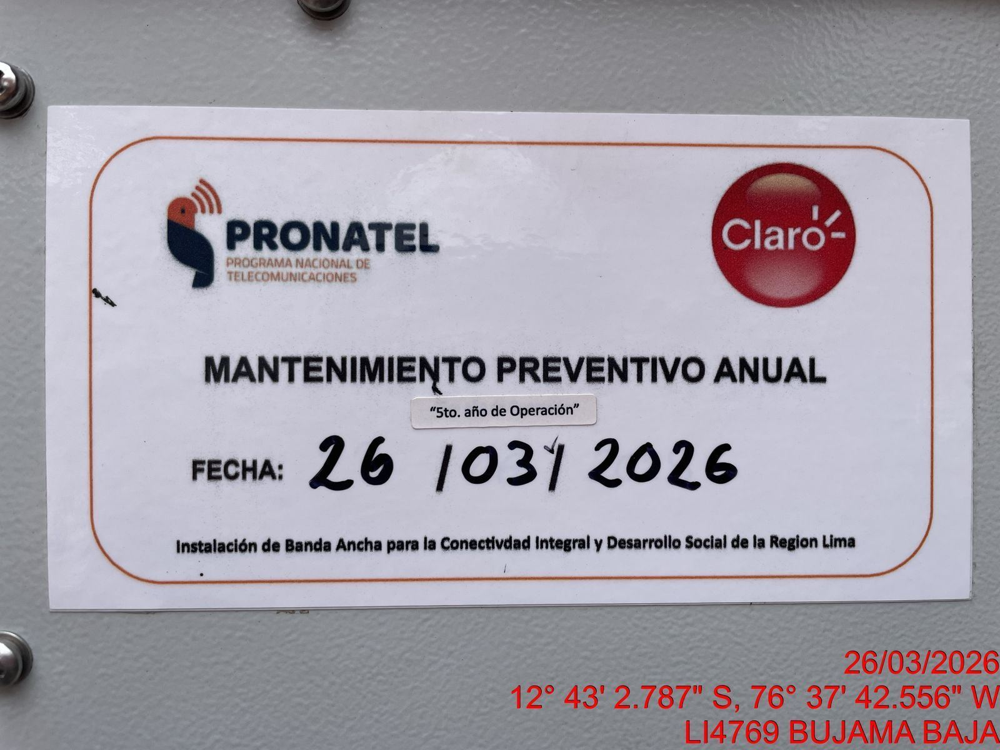 PRONATEL
PROGRAMA NACIONAL DE
TELECOMUNICACIONES
Claro
MANTENIMIENTO PREVENTIVO ANUAL
“5to. año de Operación”
FECHA: 26 /03/ 2026
Instalación de Banda Ancha para la Conectivdad Integral y Desarrollo Social de la Region Lima
26/03/2026
12° 43' 2.787" S, 76° 37' 42.556" W
LI4769 BUJAMA BAJA